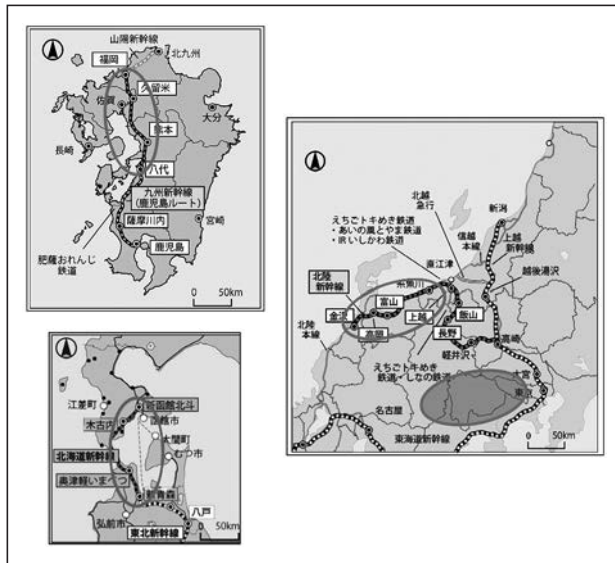 山陽新幹線
北九州
福岡
久留米
佐賀
大分
熊本
長崎
八代
九州新幹線
(鹿児島ルート)
薩摩川内
宮崎
鹿児島
肥薩おれんじ
鉄道
50km
江差町
新函館北斗
函館市
木古内
大間町
むつ市
北海道新幹線
奥津軽いまべつ
新青森
八戸
弘前市
東北新幹線
50km
北越
急行
新潟
えちごトキめき鉄道
・あいの風とやま鉄道
・IRいしかわ鉄道
信越
本線
上越
新幹線
直江津
糸魚川
越後湯沢
北陸
新幹線
富山
金沢
高岡
上越
飯山
長野
高崎
北陸
本線
軽井沢
えちごトキめき
鉄道・しなの鉄道
大宮
東京
名古屋
東海道新幹線
50km